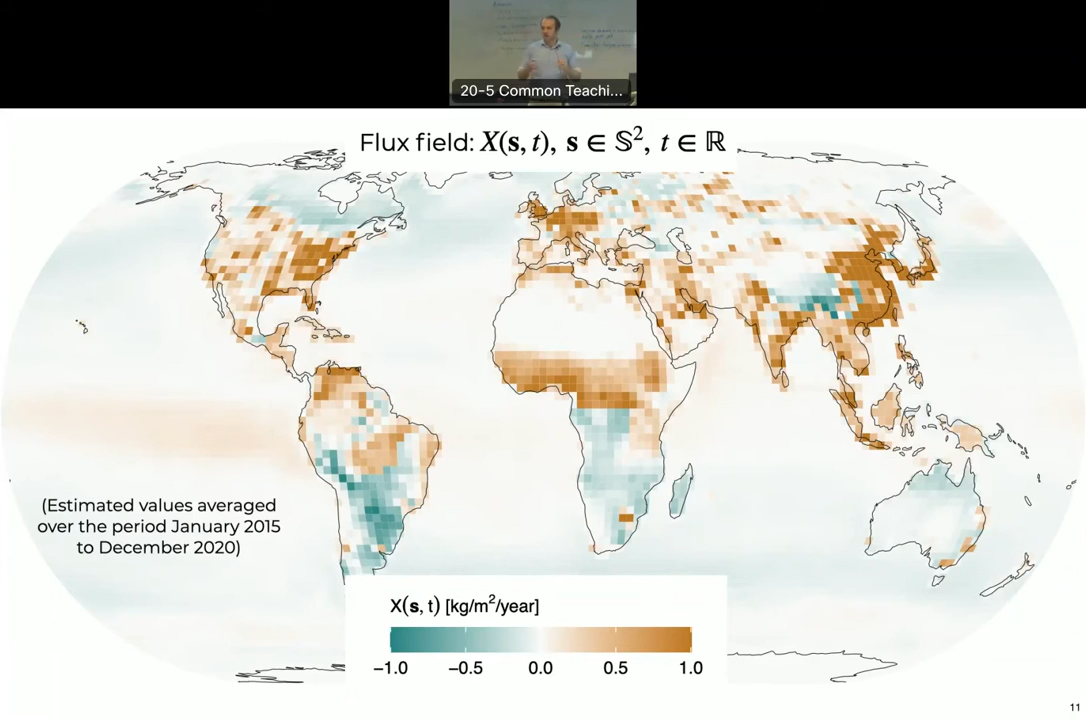 20-5 Common Teachi...
Flux field: X(s, t), s ∈ 𝕊², t ∈ ℝ
(Estimated values averaged
over the period January 2015
to December 2020)
X(s, t) [kg/m²/year]
−1.0 −0.5 0.0 0.5 1.0
11